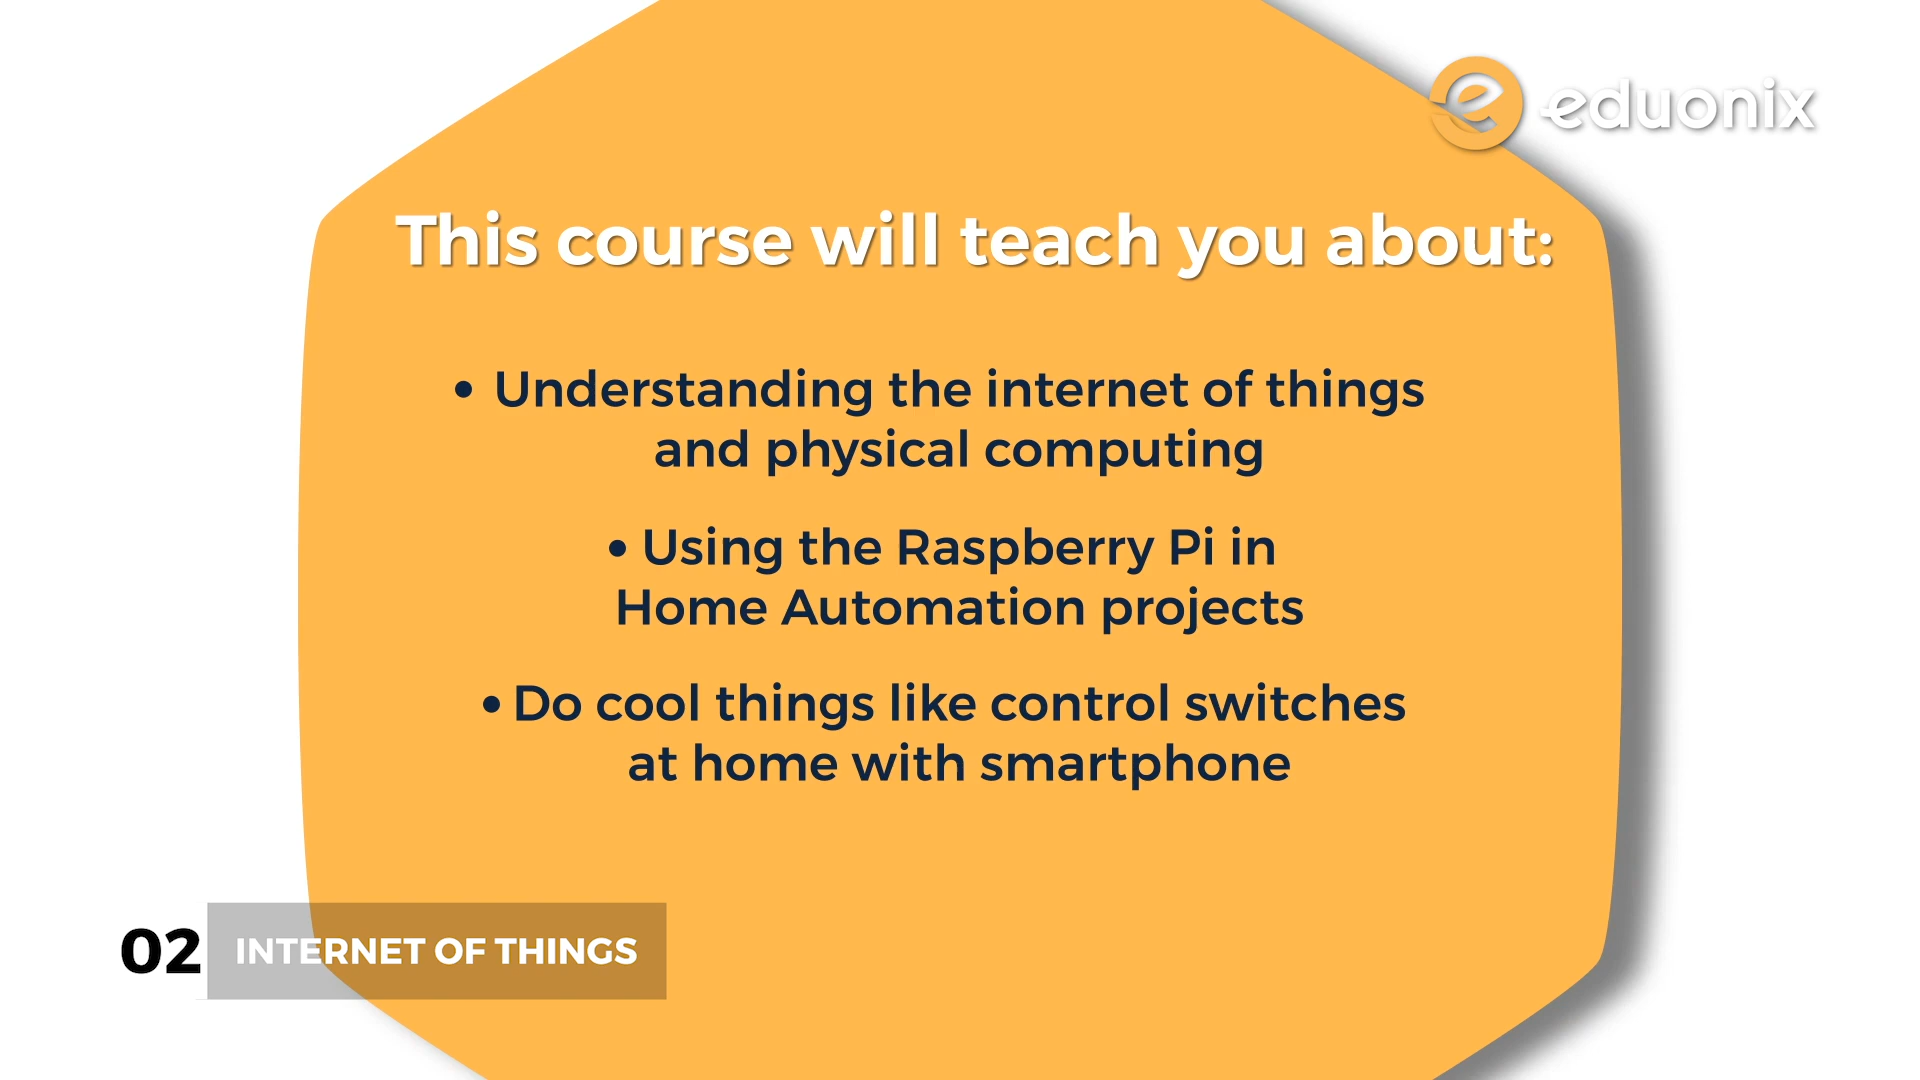 eduonix
This course will teach you about:
• Understanding the internet of things
and physical computing
• Using the Raspberry Pi in
Home Automation projects
• Do cool things like control switches
at home with smartphone
02 INTERNET OF THINGS